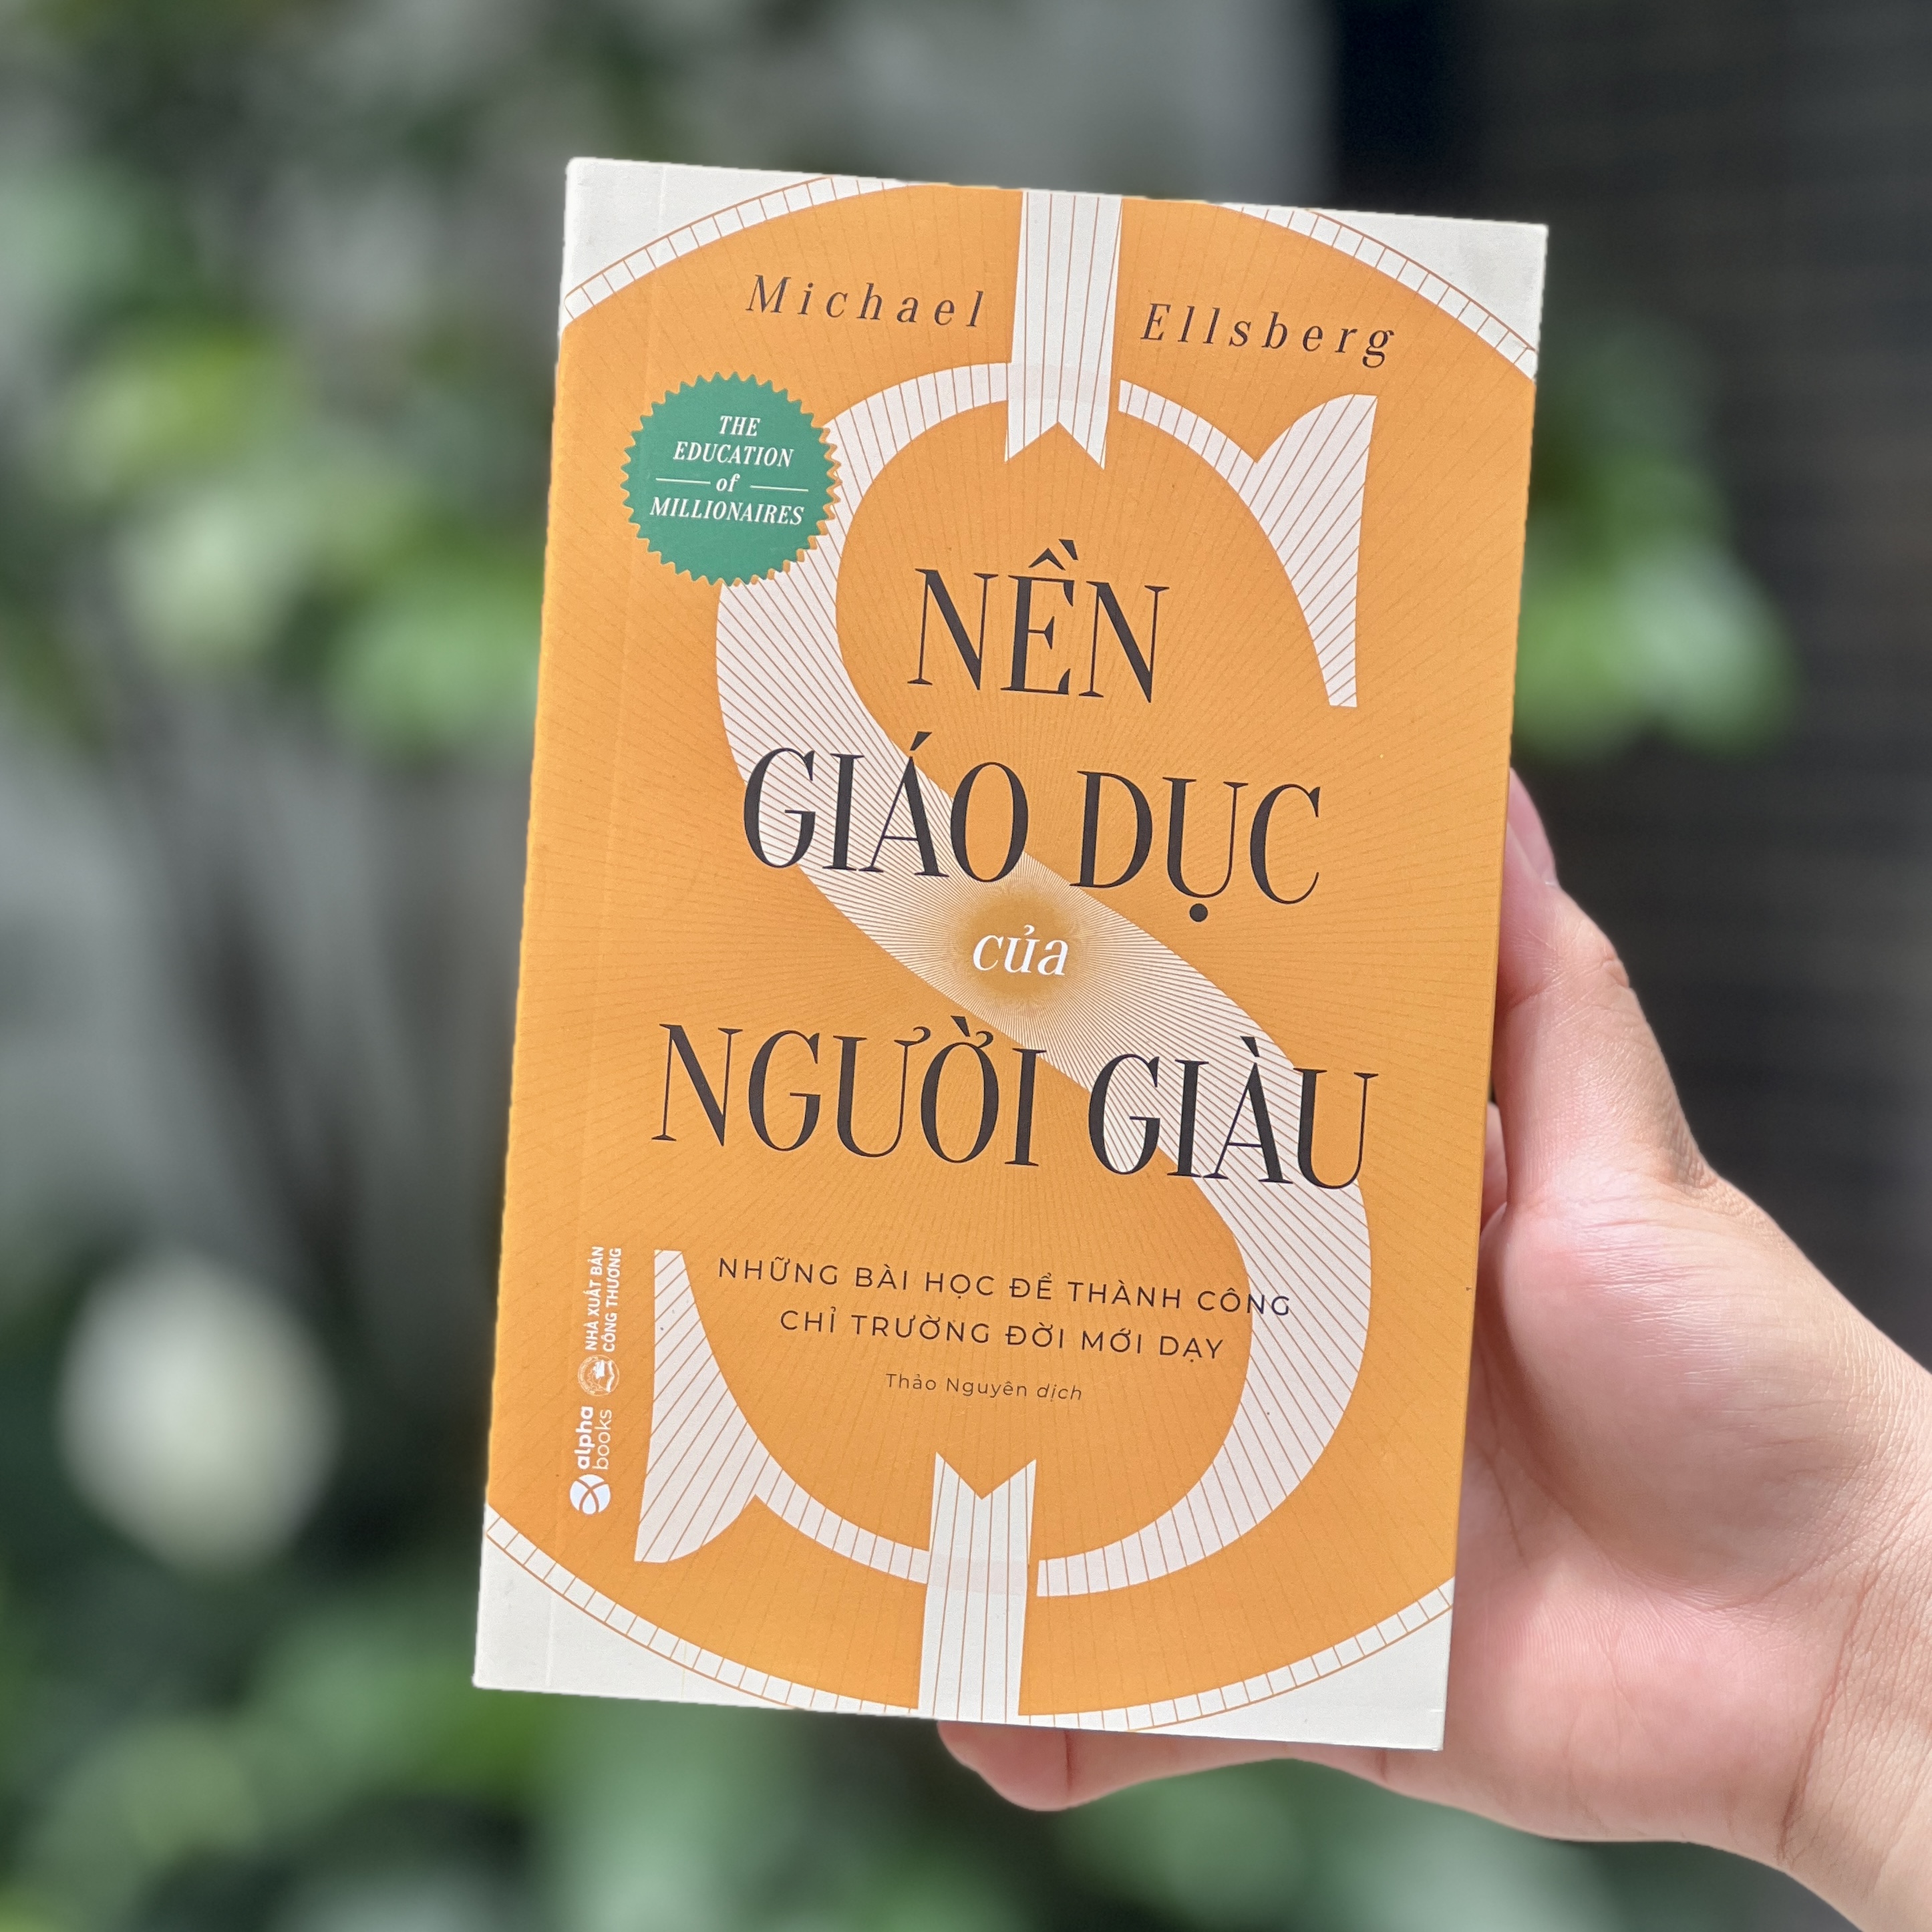 Michael Ellsberg
THE
EDUCATION
of
MILLIONAIRES
NỀN
GIÁO DỤC
của
NGƯỜI GIÀU
NHỮNG BÀI HỌC ĐỂ THÀNH CÔNG
CHỈ TRƯỜNG ĐỜI MỚI DẠY
Thảo Nguyên dịch
alpha
books
NHÀ XUẤT BẢN
CÔNG THƯƠNG